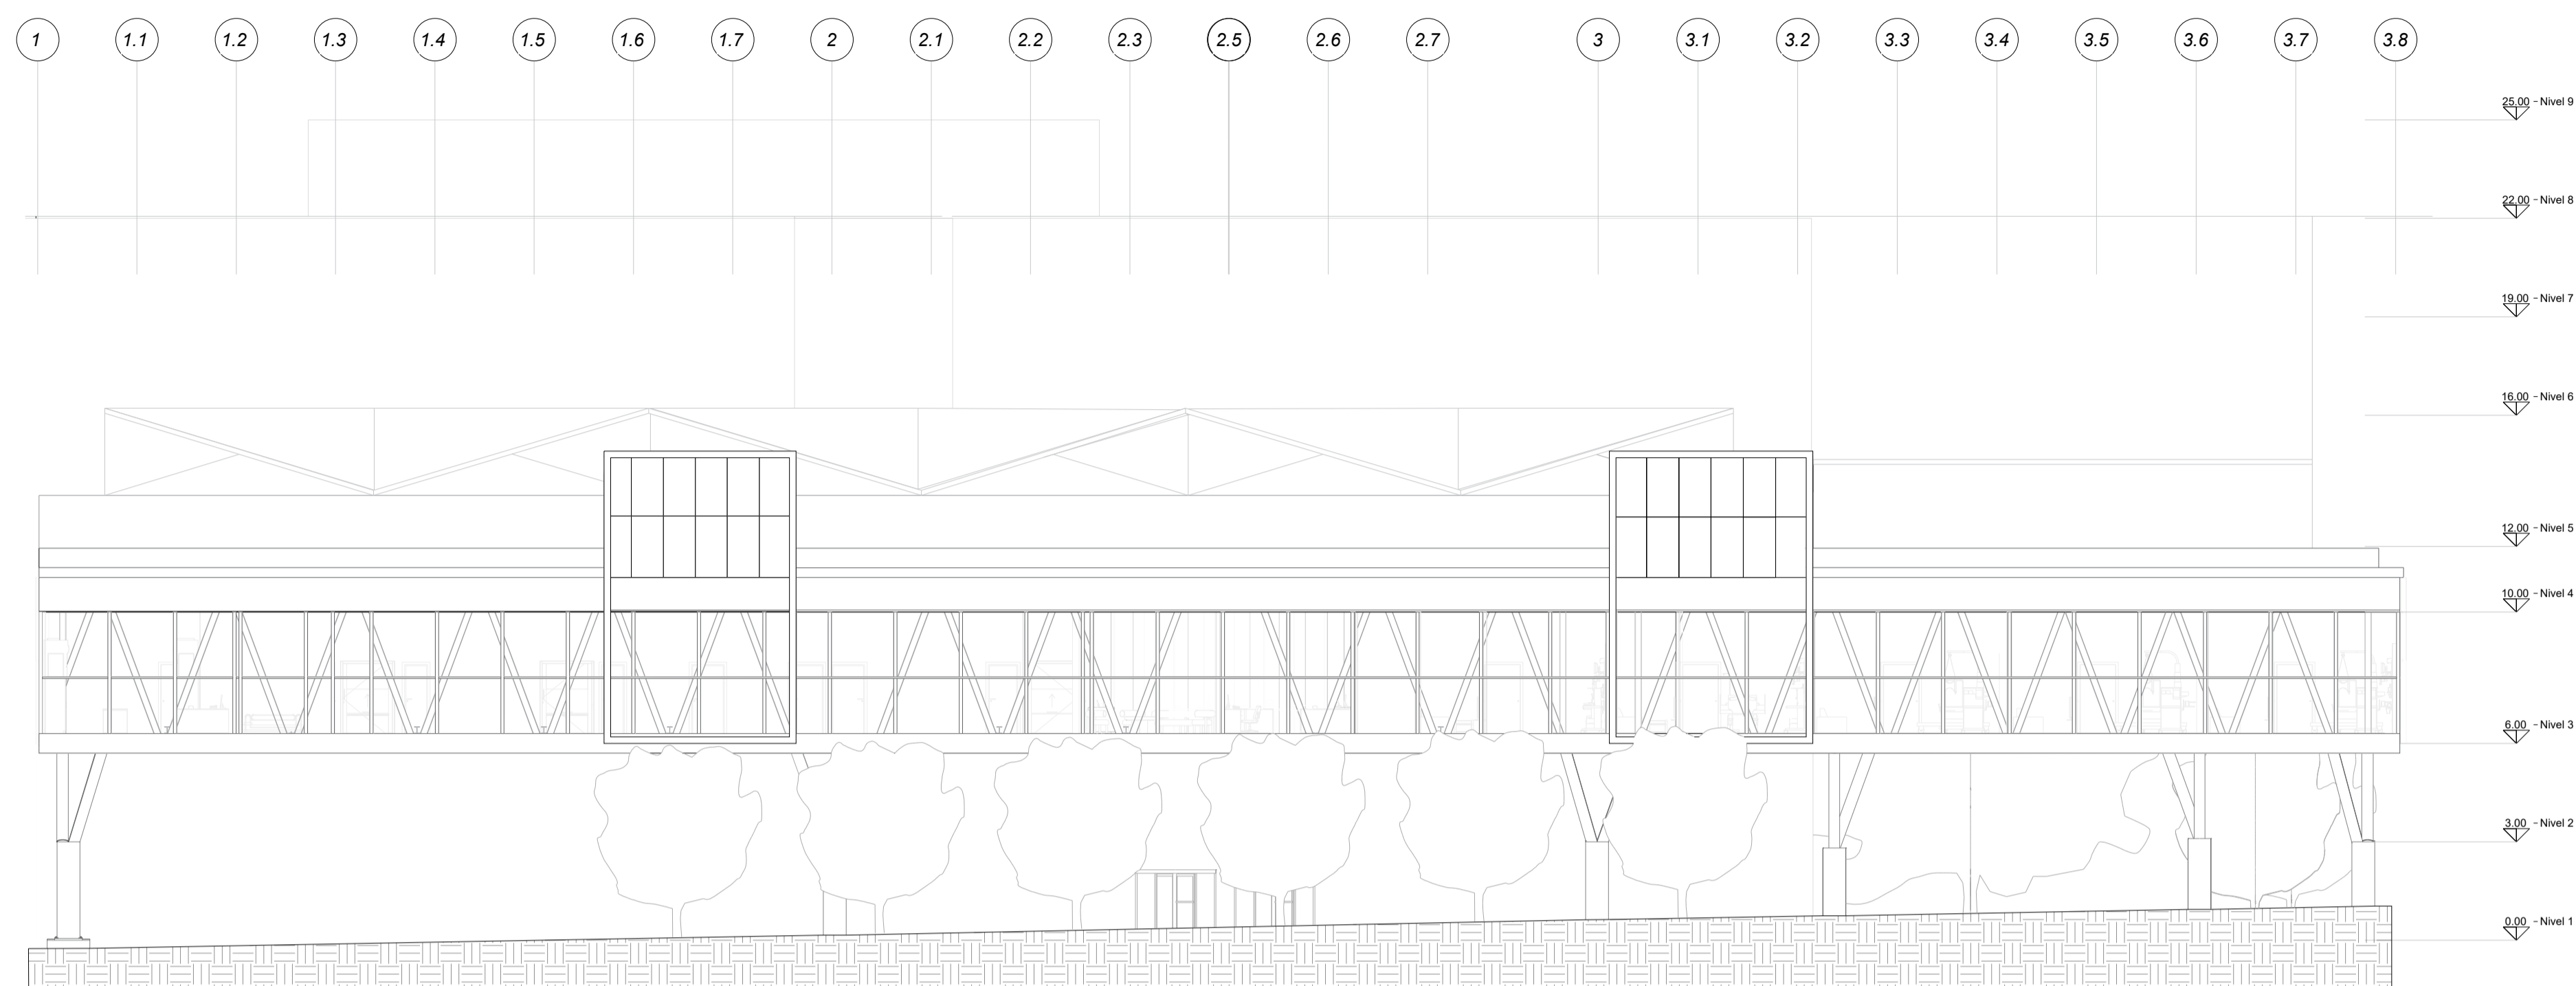 1 1.1 1.2 1.3 1.4 1.5 1.6 1.7 2 2.1 2.2 2.3 2.5 2.6 2.7 3 3.1 3.2 3.3 3.4 3.5 3.6 3.7 3.8
25.00 - Nivel 9
22.00 - Nivel 8
19.00 - Nivel 7
16.00 - Nivel 6
12.00 - Nivel 5
10.00 - Nivel 4
6.00 - Nivel 3
3.00 - Nivel 2
0.00 - Nivel 1